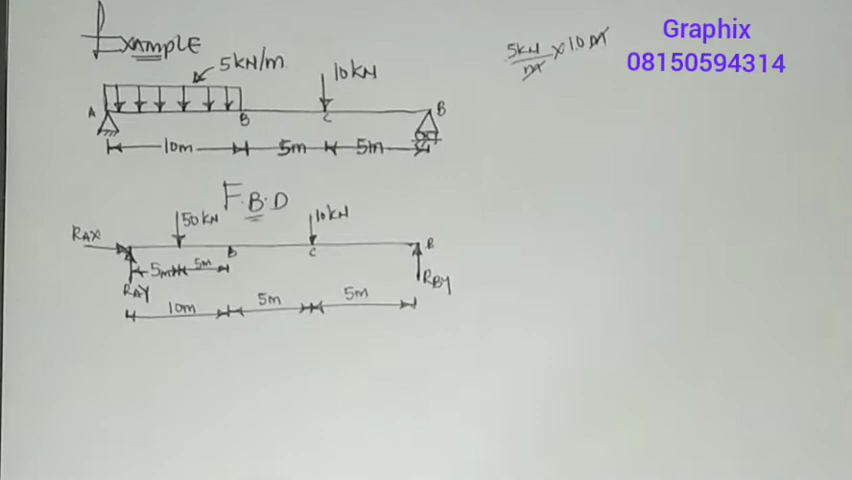 EXAMPLE
5kN/m
10kN
A
B
C
B
10m
5m
5m
5kN/m x 10m
Graphix
08150594314
F.B.D
50kN
10kN
RAX
B
C
B
5m
5m
RAY
RBY
10m
5m
5m